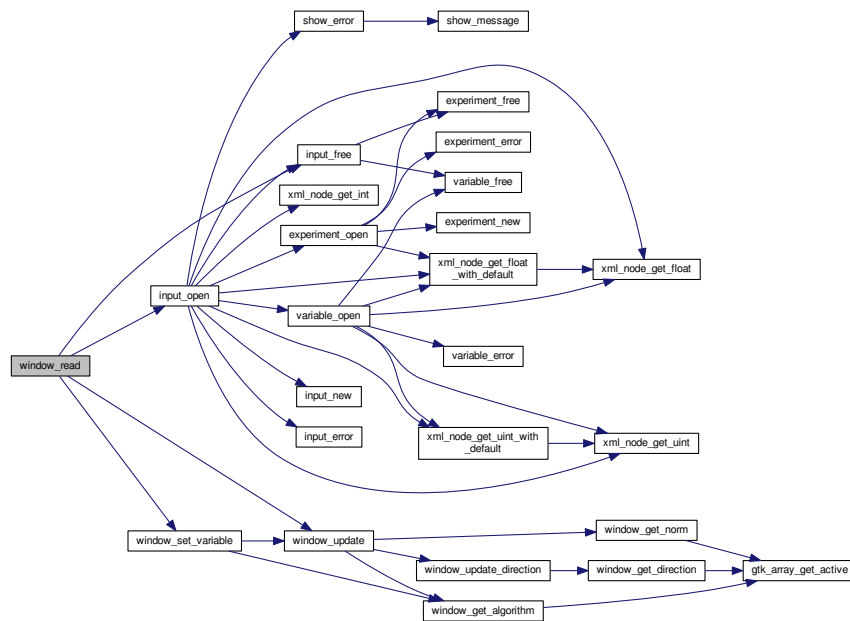 show_error
show_message
experiment_free
experiment_error
input_free
variable_free
xml_node_get_int
experiment_new
experiment_open
xml_node_get_float
_with_default
xml_node_get_float
input_open
variable_open
variable_error
window_read
input_new
input_error
xml_node_get_uint_with
_default
xml_node_get_uint
window_set_variable
window_update
window_get_norm
window_update_direction
window_get_direction
gtk_array_get_active
window_get_algorithm